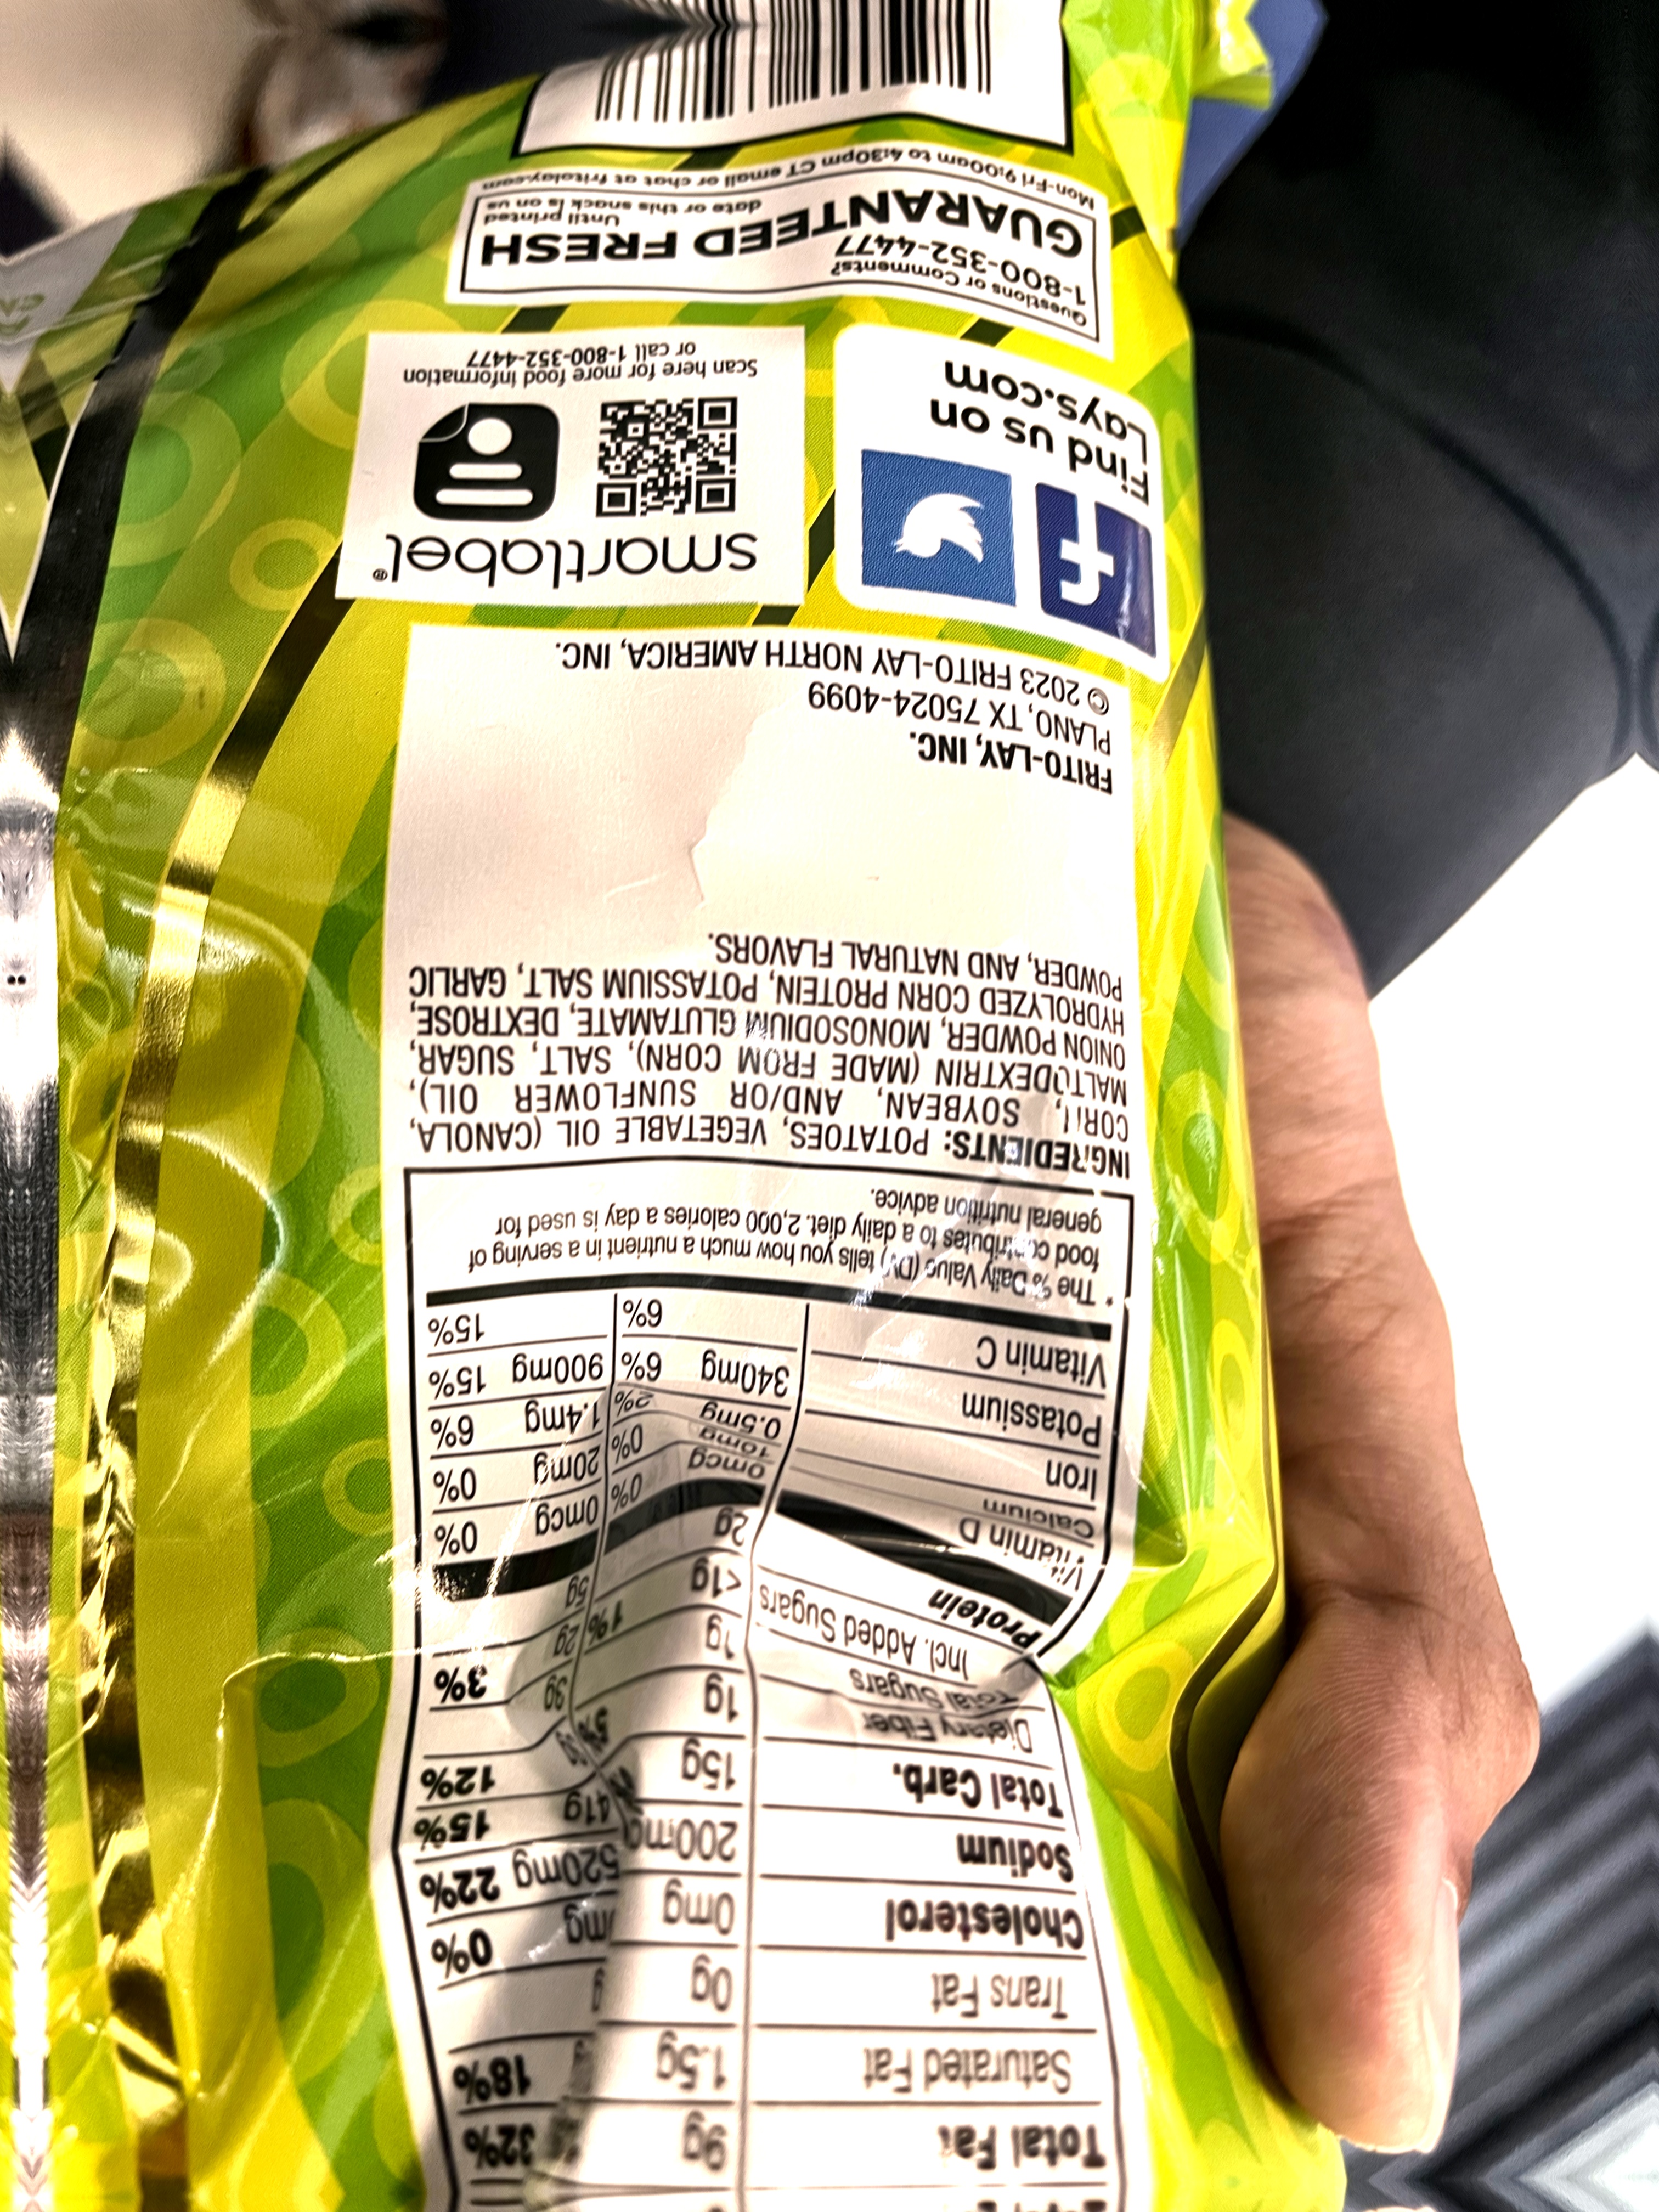 Total Fat 9g 32%
Saturated Fat 1.5g 18%
Trans Fat 0g
Cholesterol 0mg 0%
Sodium 200mg 520mg 22%
Total Carb. 15g 41g 15%
Dietary Fiber 1g 5% 12%
Total Sugars 1g 3g
Incl. Added Sugars <1g 1% 2g 3%
Protein 2g 5g
Vitamin D 0mcg 0% 0mcg 0%
Calcium 10mg 0% 20mg 0%
Iron 0.5mg 2% 1.4mg 6%
Potassium 340mg 6% 900mg 15%
Vitamin C 6% 15%
* The % Daily Value (DV) tells you how much a nutrient in a serving of
food contributes to a daily diet. 2,000 calories a day is used for
general nutrition advice.
INGREDIENTS: POTATOES, VEGETABLE OIL (CANOLA,
CORN, SOYBEAN, AND/OR SUNFLOWER OIL),
MALTODEXTRIN (MADE FROM CORN), SALT, SUGAR,
ONION POWDER, MONOSODIUM GLUTAMATE, DEXTROSE,
HYDROLYZED CORN PROTEIN, POTASSIUM SALT, GARLIC
POWDER, AND NATURAL FLAVORS.
FRITO-LAY, INC.
PLANO, TX 75024-4099
© 2023 FRITO-LAY NORTH AMERICA, INC.
f
Find us on
Lays.com
smartlabel®
Scan here for more food information
or call 1-800-352-4477
Questions or Comments?
1-800-352-4477
GUARANTEED FRESH
Until printed
date or this snack is on us
Mon-Fri 9:00am to 4:30pm CT email or chat at fritolay.com